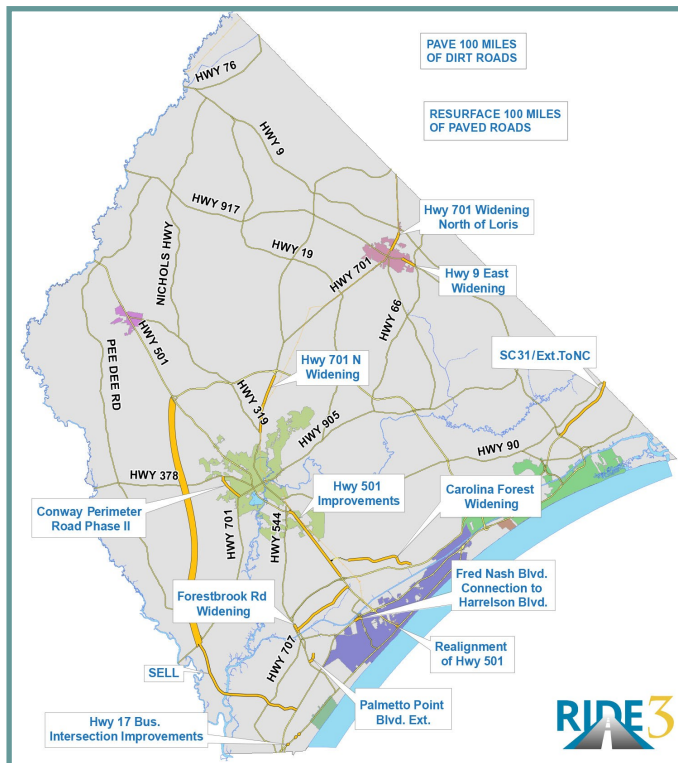 PAVE 100 MILES
OF DIRT ROADS
HWY 76
RESURFACE 100 MILES
OF PAVED ROADS
HWY 9
HWY 917
Hwy 701 Widening
North of Loris
NICHOLS HWY
HWY 19
HWY 701
Hwy 9 East
Widening
HWY 66
HWY 501
PEE DEE RD
SC31/Ext.ToNC
Hwy 701 N
Widening
HWY 319
HWY 905
HWY 90
HWY 378
Hwy 501
Improvements
Carolina Forest
Widening
Conway Perimeter
Road Phase II
HWY 701
HWY 544
Fred Nash Blvd.
Connection to
Harrelson Blvd.
Forestbrook Rd
Widening
HWY 707
Realignment
of Hwy 501
SELL
Palmetto Point
Blvd. Ext.
Hwy 17 Bus.
Intersection Improvements
RIDE3